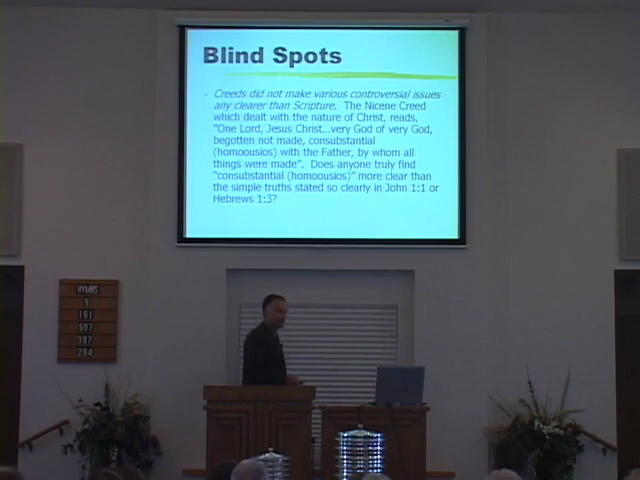 Blind Spots
Creeds did not make various controversial issues
any clearer than Scripture. The Nicene Creed
which dealt with the nature of Christ, reads,
"One Lord, Jesus Christ...very God of very God,
begotten not made, consubstantial
(homoousios) with the Father, by whom all
things were made". Does anyone truly find
"consubstantial (homoousis)" more clear than
the simple truths stated so clearly in John 1:1 or
Hebrews 1:3?
HYMNS
5
101
507
387
294